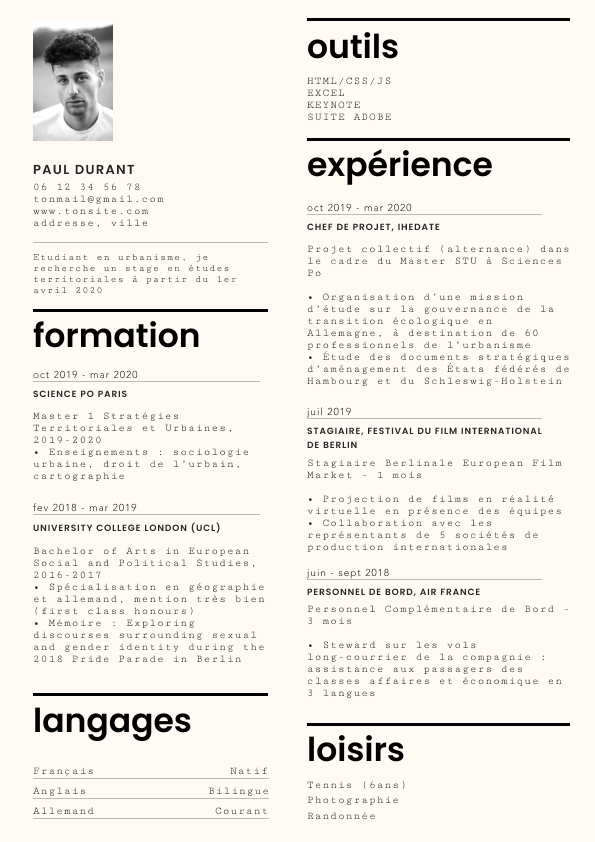 PAUL DURANT
06 12 34 56 78
tonmail@gmail.com
www.tonsite.com
addresse, ville
Etudiant en urbanisme, je
recherche un stage en études
territoriales à partir du 1er
avril 2020
formation
oct 2019 - mar 2020
SCIENCE PO PARIS
Master 1 Stratégies
Territoriales et Urbaines,
2019-2020
• Enseignements : sociologie
urbaine, droit de l'urbain,
cartographie
fev 2018 - mar 2019
UNIVERSITY COLLEGE LONDON (UCL)
Bachelor of Arts in European
Social and Political Studies,
2016-2017
• Spécialisation en géographie
et allemand, mention très bien
(first class honours)
• Mémoire : Exploring
discourses surrounding sexual
and gender identity during the
2018 Pride Parade in Berlin
langages
Français Natif
Anglais Bilingue
Allemand Courant
outils
HTML/CSS/JS
EXCEL
KEYNOTE
SUITE ADOBE
expérience
oct 2019 - mar 2020
CHEF DE PROJET, IHEDATE
Projet collectif (alternance) dans
le cadre du Master STU à Sciences
Po
• Organisation d'une mission
d'étude sur la gouvernance de la
transition écologique en
Allemagne, à destination de 60
professionnels de l'urbanisme
• Étude des documents stratégiques
d'aménagement des États fédérés de
Hambourg et du Schleswig-Holstein
juil 2019
STAGIAIRE, FESTIVAL DU FILM INTERNATIONAL
DE BERLIN
Stagiaire Berlinale European Film
Market - 1 mois
• Projection de films en réalité
virtuelle en présence des équipes
• Collaboration avec les
représentants de 5 sociétés de
production internationales
juin - sept 2018
PERSONNEL DE BORD, AIR FRANCE
Personnel Complémentaire de Bord -
3 mois
• Steward sur les vols
long-courrier de la compagnie :
assistance aux passagers des
classes affaires et économique en
3 langues
loisirs
Tennis (6ans)
Photographie
Randonnée